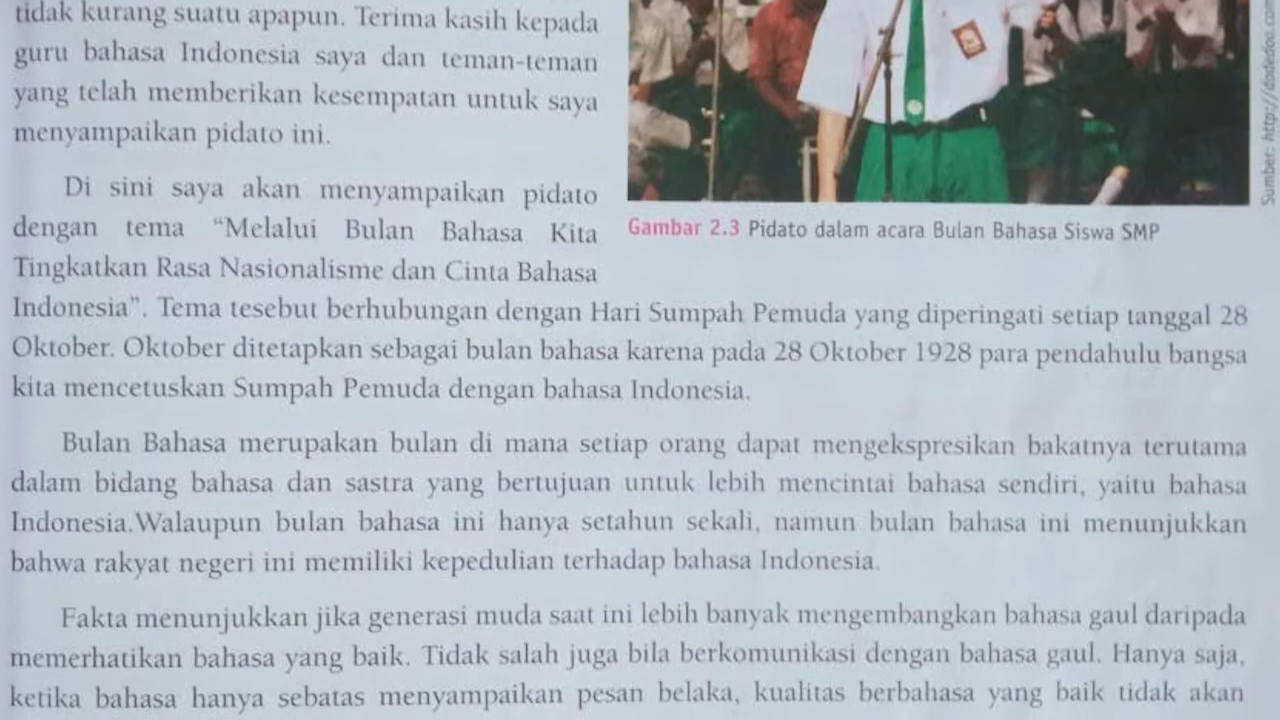 tidak kurang suatu apapun. Terima kasih kepada
guru bahasa Indonesia saya dan teman-teman
yang telah memberikan kesempatan untuk saya
menyampaikan pidato ini.
Di sini saya akan menyampaikan pidato
dengan tema “Melalui Bulan Bahasa Kita
Tingkatkan Rasa Nasionalisme dan Cinta Bahasa
Indonesia”. Tema tesebut berhubungan dengan Hari Sumpah Pemuda yang diperingati setiap tanggal 28
Oktober. Oktober ditetapkan sebagai bulan bahasa karena pada 28 Oktober 1928 para pendahulu bangsa
kita mencetuskan Sumpah Pemuda dengan bahasa Indonesia.
Bulan Bahasa merupakan bulan di mana setiap orang dapat mengekspresikan bakatnya terutama
dalam bidang bahasa dan sastra yang bertujuan untuk lebih mencintai bahasa sendiri, yaitu bahasa
Indonesia.Walaupun bulan bahasa ini hanya setahun sekali, namun bulan bahasa ini menunjukkan
bahwa rakyat negeri ini memiliki kepedulian terhadap bahasa Indonesia.
Fakta menunjukkan jika generasi muda saat ini lebih banyak mengembangkan bahasa gaul daripada
memerhatikan bahasa yang baik. Tidak salah juga bila berkomunikasi dengan bahasa gaul. Hanya saja,
ketika bahasa hanya sebatas menyampaikan pesan belaka, kualitas berbahasa yang baik tidak akan
Gambar 2.3 Pidato dalam acara Bulan Bahasa Siswa SMP
Sumber: http://dadedoo.com